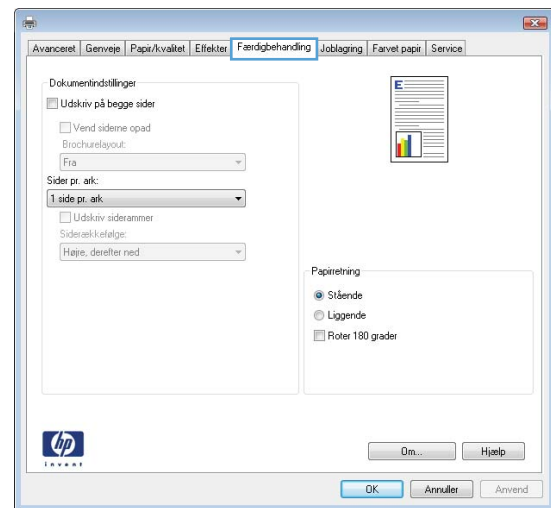 Avanceret Genveje Papir/kvalitet Effekter Færdigbehandling Joblagring Farvet papir Service
Dokumentindstillinger
Udskriv på begge sider
Vend siderne opad
Brochurelayout:
Fra
Sider pr. ark:
1 side pr. ark
Udskriv siderammer
Siderækkefølge:
Højre, derefter ned
E
Papirretning
Stående
Liggende
Roter 180 grader
hp
invent
Om... Hjælp
OK Annuller Anvend